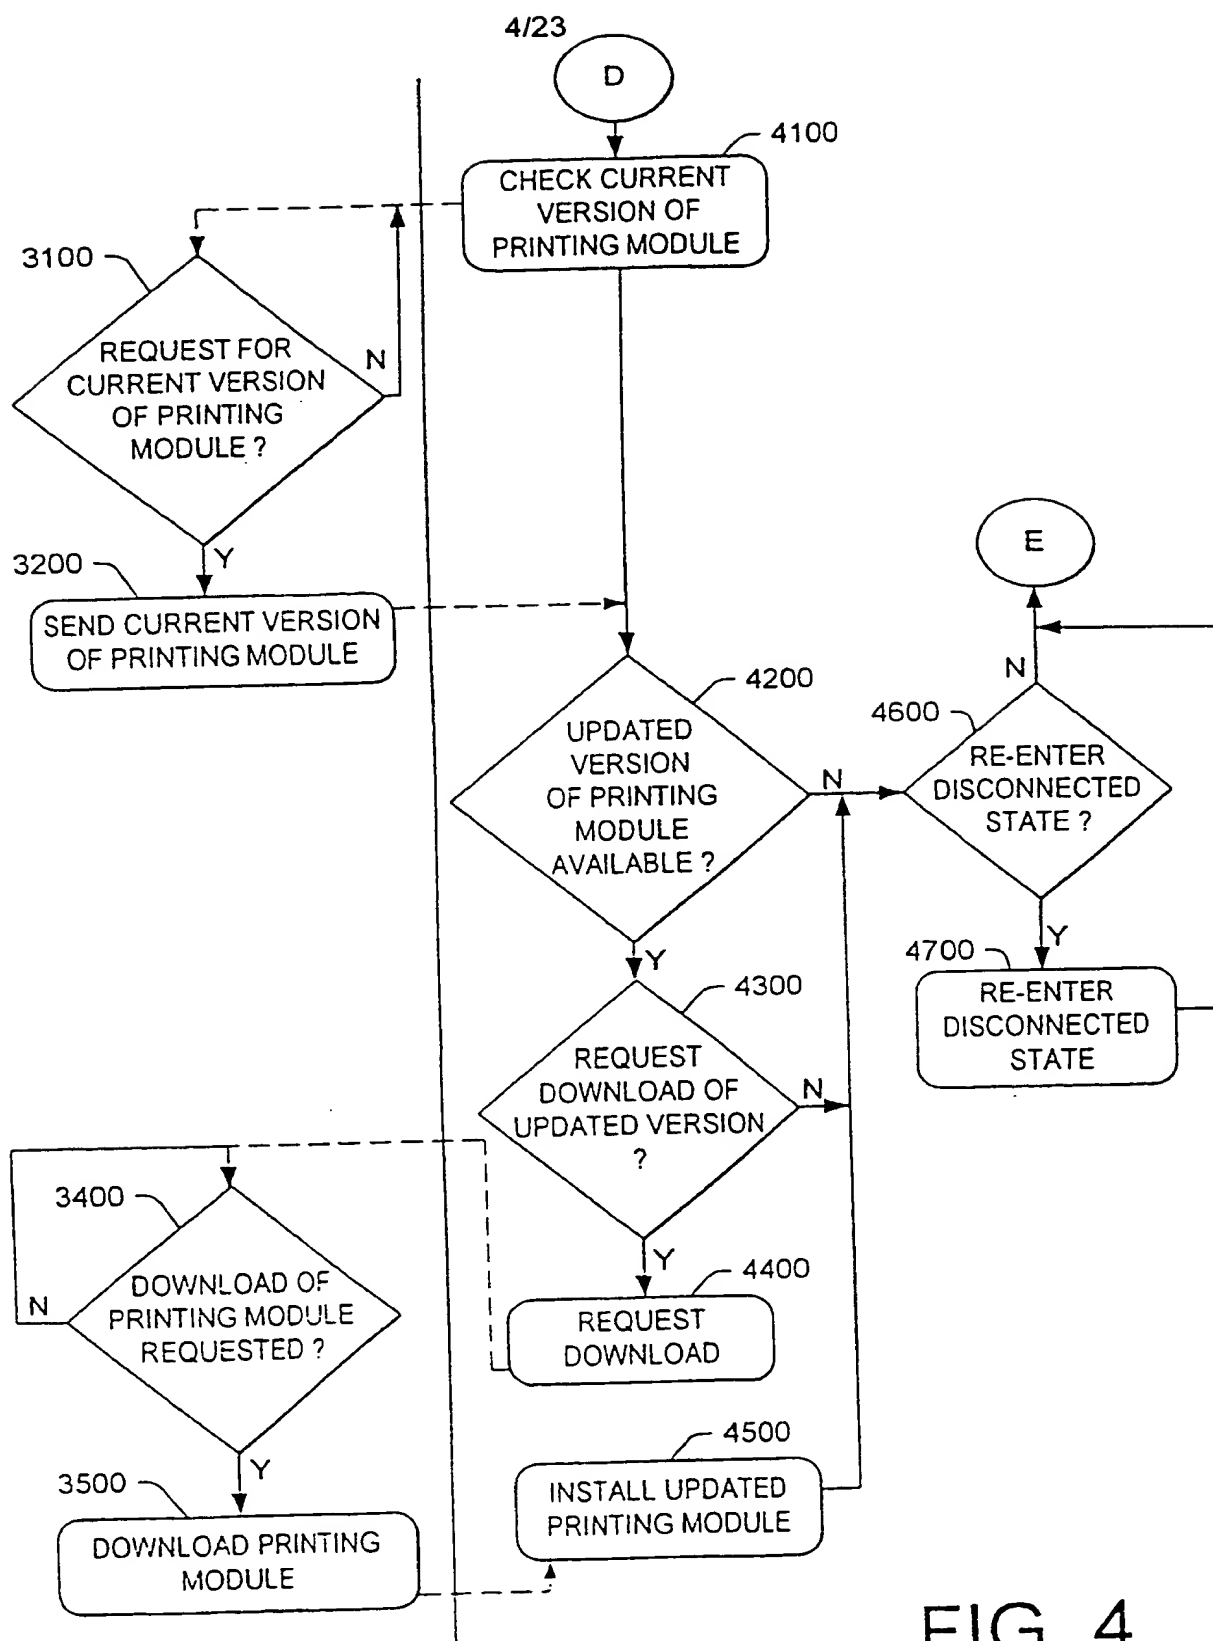 4/23
D
4100
CHECK CURRENT
VERSION OF
PRINTING MODULE
3100
REQUEST FOR
CURRENT VERSION
OF PRINTING
MODULE ?
N
Y
3200
SEND CURRENT VERSION
OF PRINTING MODULE
E
4200
UPDATED
VERSION
OF PRINTING
MODULE
AVAILABLE ?
N
Y
4600
RE-ENTER
DISCONNECTED
STATE ?
N
Y
4700
RE-ENTER
DISCONNECTED
STATE
4300
REQUEST
DOWNLOAD OF
UPDATED VERSION
?
N
Y
3400
DOWNLOAD OF
PRINTING MODULE
REQUESTED ?
N
Y
4400
REQUEST
DOWNLOAD
4500
INSTALL UPDATED
PRINTING MODULE
3500
DOWNLOAD PRINTING
MODULE
FIG. 4